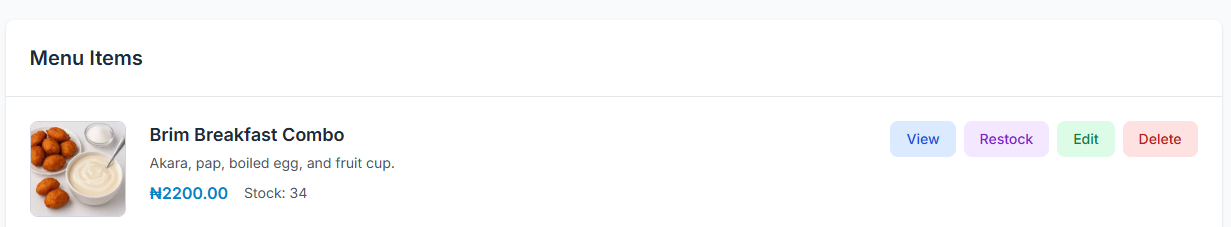 Menu Items
Brim Breakfast Combo
View Restock Edit Delete
Akara, pap, boiled egg, and fruit cup.
₦2200.00 Stock: 34